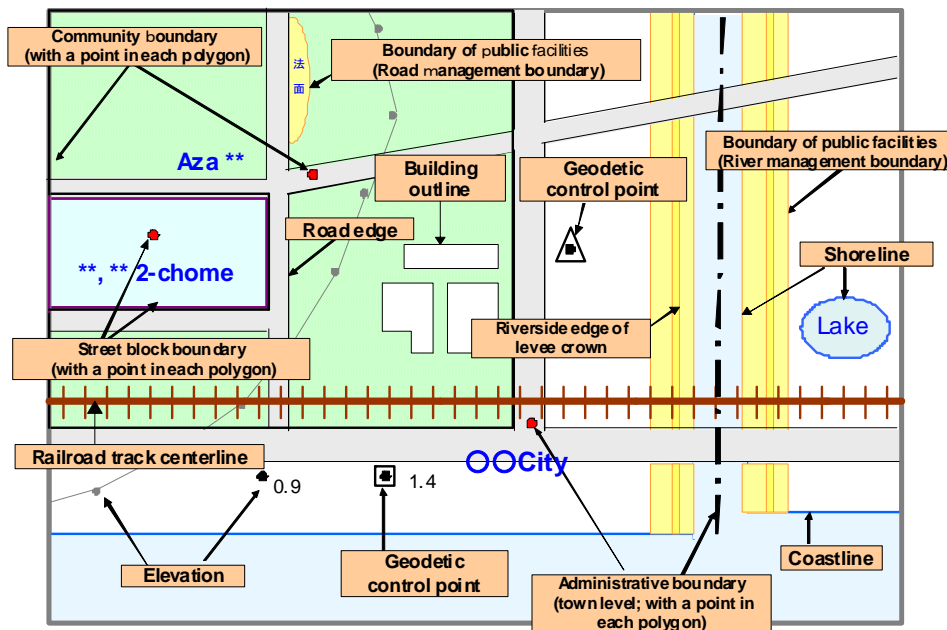 Community boundary
(with a point in each polygon)
法
面
Boundary of public facilities
(Road management boundary)
Aza **
Building
outline
Geodetic
control point
Boundary of public facilities
(River management boundary)
Road edge
**, ** 2-chome
Shoreline
Lake
Riverside edge of
levee crown
Street block boundary
(with a point in each polygon)
Railroad track centerline
○○City
0.9
1.4
Elevation
Geodetic
control point
Coastline
Administrative boundary
(town level; with a point in
each polygon)